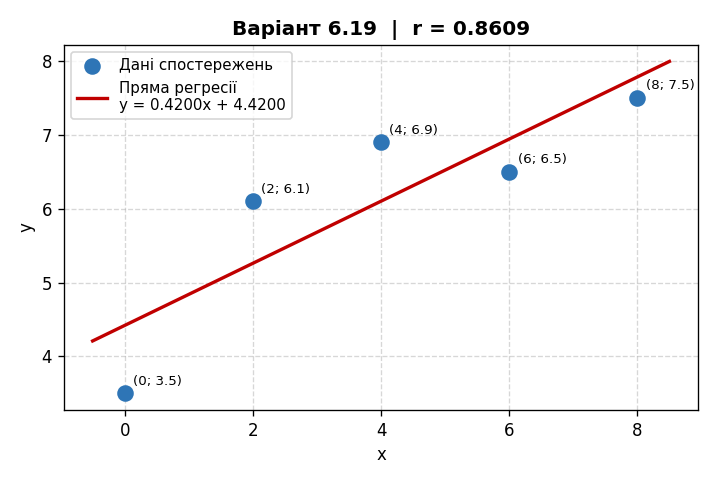 Варіант 6.19 | r = 0.8609
Дані спостережень
Пряма регресії
y = 0.4200x + 4.4200
(0; 3.5)
(2; 6.1)
(4; 6.9)
(6; 6.5)
(8; 7.5)
8
7
6
5
4
y
0
2
4
6
8
x